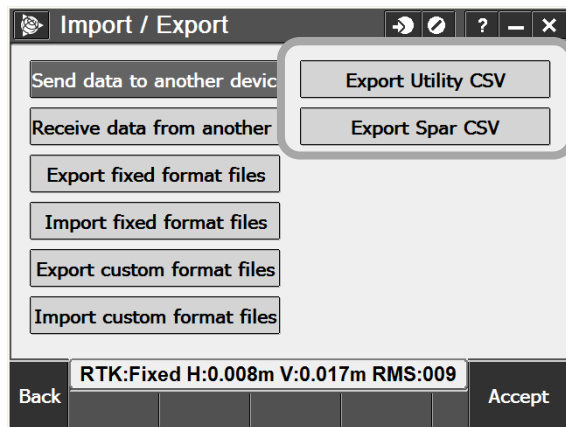 Import / Export
? — ×
Send data to another devic
Export Utility CSV
Receive data from another
Export Spar CSV
Export fixed format files
Import fixed format files
Export custom format files
Import custom format files
RTK:Fixed H:0.008m V:0.017m RMS:009
Back
Accept